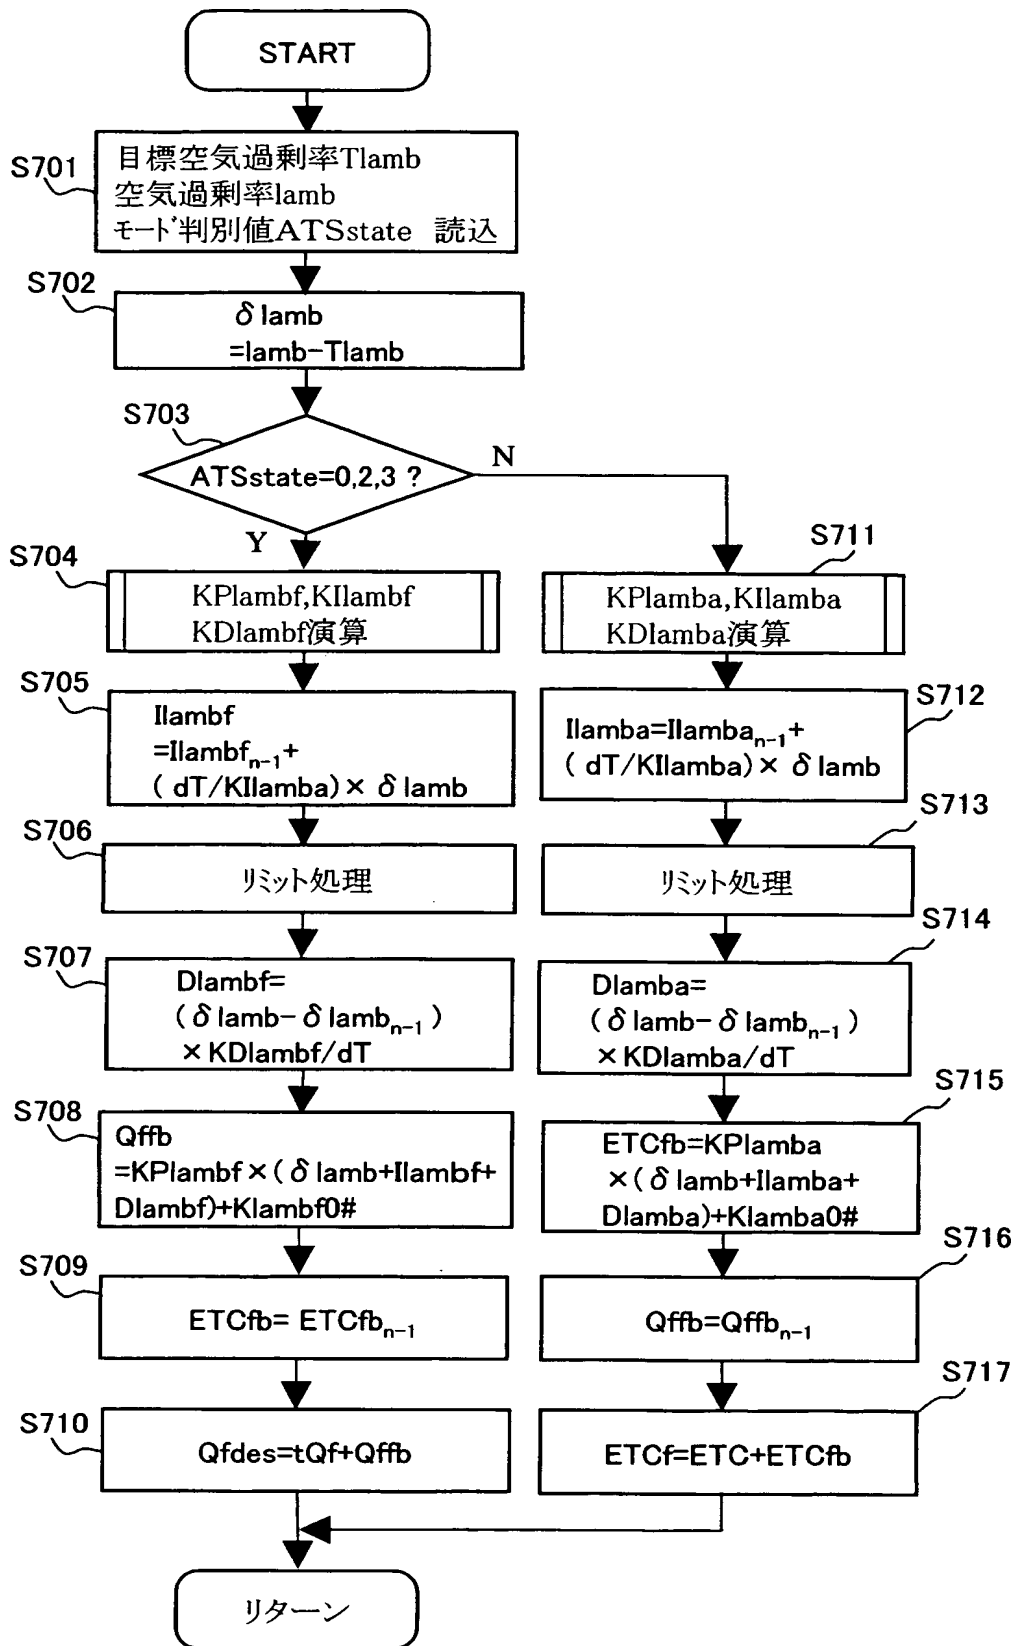 START
S701
目標空気過剰率Tlamb
空気過剰率lamb
モード判別値ATSstate 読込
S702
δlamb
=lamb-Tlamb
S703
ATSstate=0,2,3 ?
N
Y
S704
KPlambf,KIlambf
KDlambf演算
S705
Ilambf
=Ilambfn-1+
(dT/KIlamba)×δlamb
S706
リミット処理
S707
Dlambf=
(δlamb-δlambn-1)
×KDlambf/dT
S708
Qffb
=KPlambf×(δlamb+Ilambf+
Dlambf)+Klambf0#
S709
ETCfb= ETCfbn-1
S710
Qfdes=tQf+Qffb
S711
KPlamba,KIlamba
KDlamba演算
S712
Ilamba=Ilamban-1+
(dT/KIlamba)×δlamb
S713
リミット処理
S714
Dlamba=
(δlamb-δlambn-1)
×KDlamba/dT
S715
ETCfb=KPlamba
×(δlamb+Ilamba+
Dlamba)+Klamba0#
S716
Qffb=Qffbn-1
S717
ETCf=ETC+ETCfb
リターン